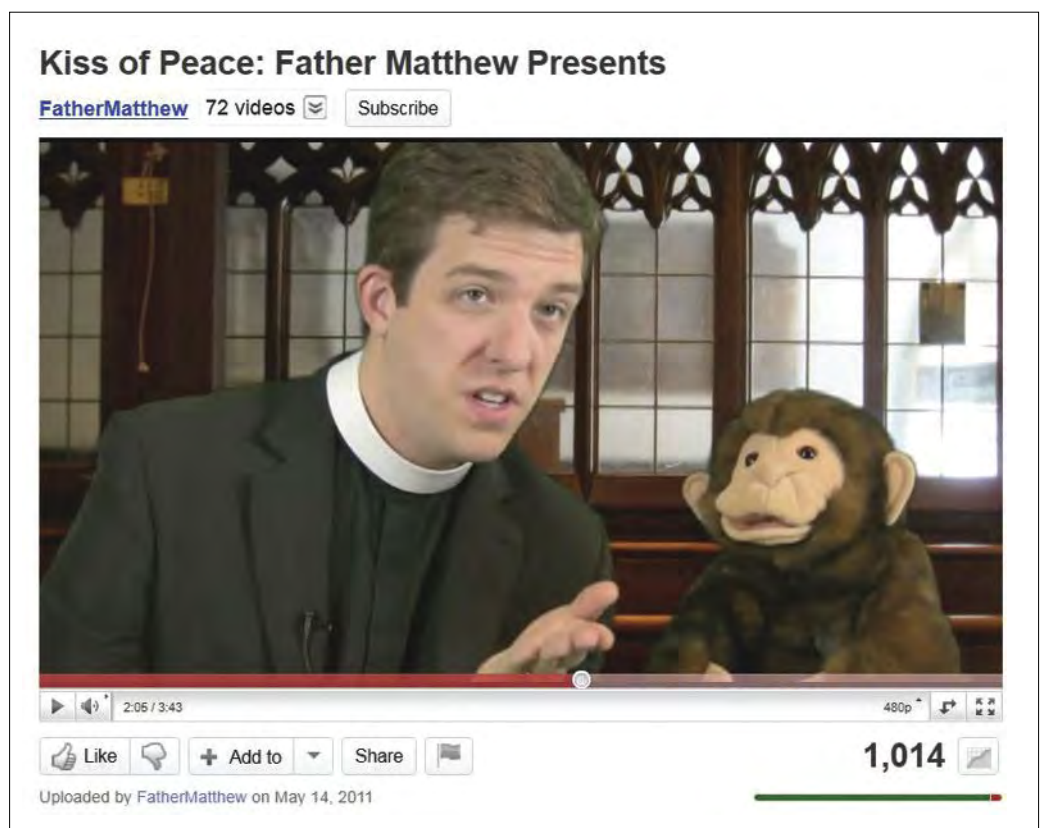 Kiss of Peace: Father Matthew Presents
FatherMatthew 72 videos Subscribe
2:05 / 3:43 480p
Like Add to Share 1,014
Uploaded by FatherMatthew on May 14, 2011